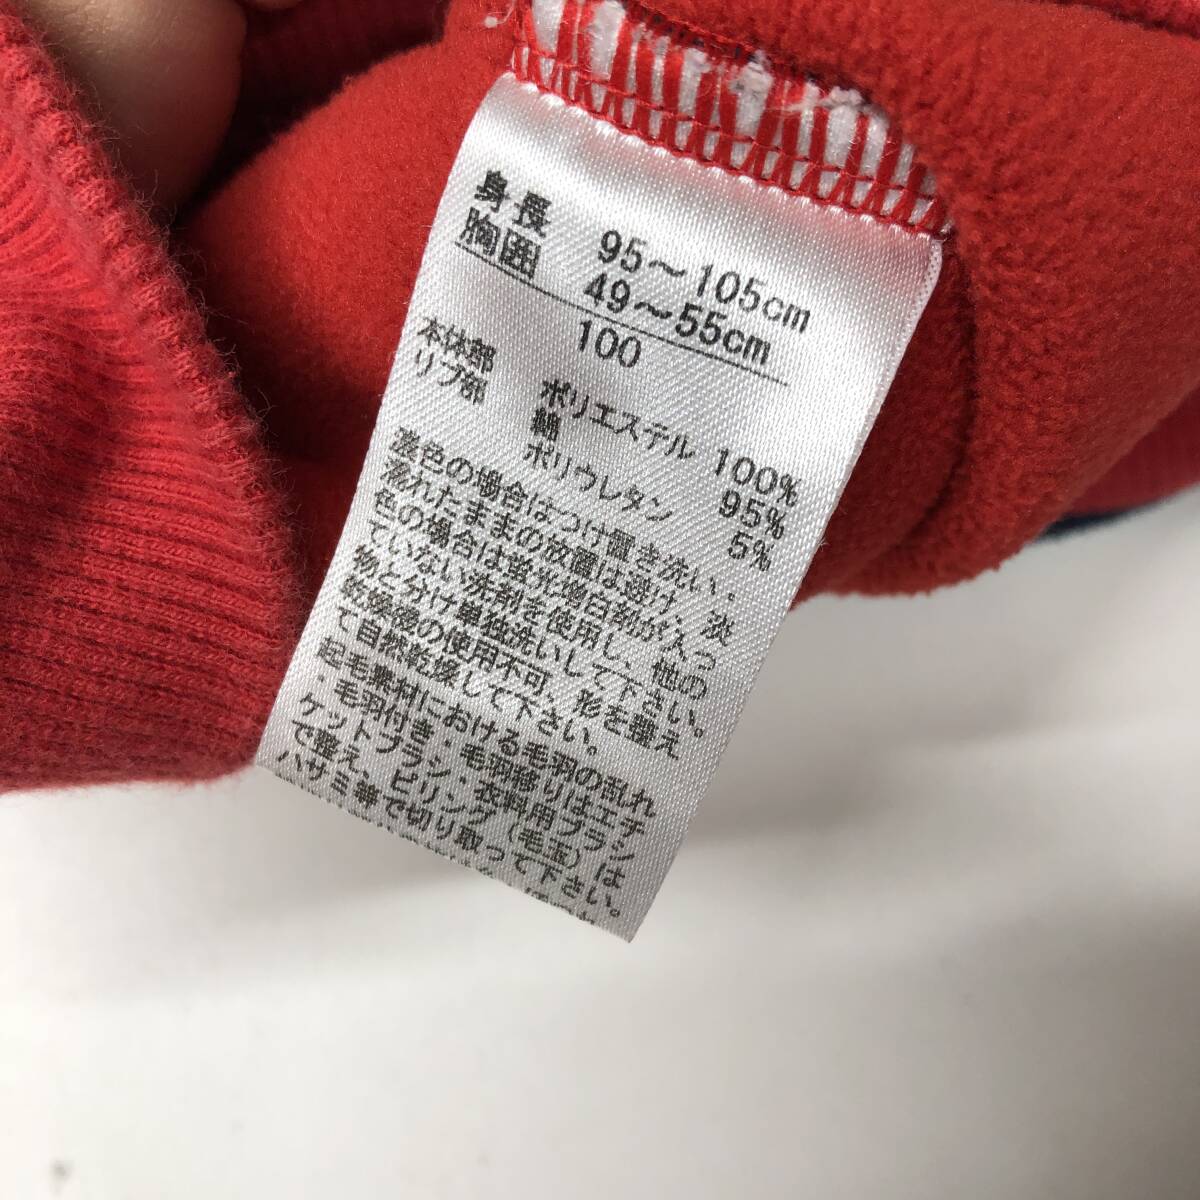 身長 95～105cm
胸囲 49～55cm
100
本体部 ポリエステル 100%
リブ部 綿 95%
ポリウレタン 5%
濃色の場合はつけ置き洗い、
濡れたままの放置は避け、淡
色の場合は蛍光増白剤が入っ
ていない洗剤を使用し、他の
物と分け単独洗いして下さい。
乾燥機の使用不可、形を整え
て自然乾燥して下さい。
起毛素材における毛羽の乱れ
・毛羽付き・毛羽移りはエチ
ケットブラシ・衣料用ブラシ
で整え、ピリング(毛玉)は
ハサミ等で切り取って下さい。